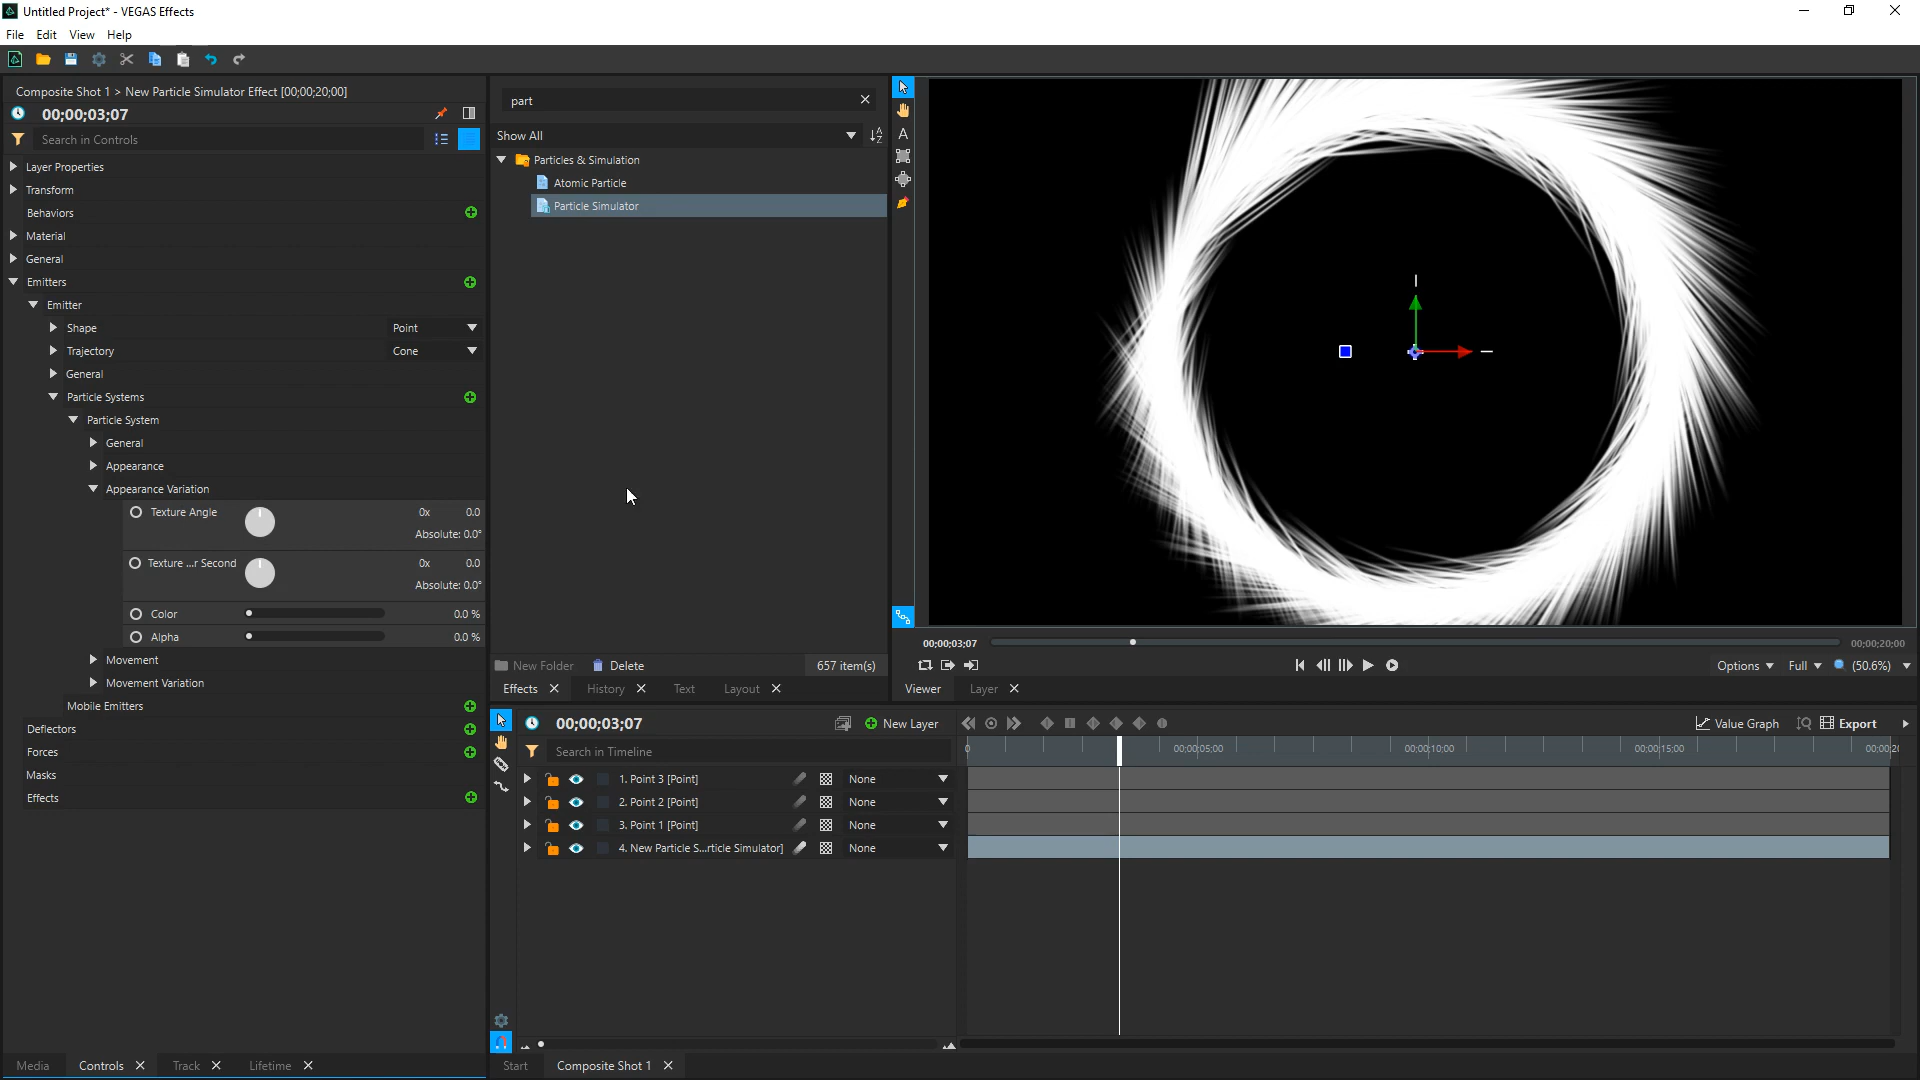 Untitled Project* - VEGAS Effects
File Edit View Help
Composite Shot 1 > New Particle Simulator Effect [00;00;20;00]
00;00;03;07
Search in Controls
Layer Properties
Transform
Behaviors
Material
General
Emitters
Emitter
Shape Point
Trajectory Cone
General
Particle Systems
Particle System
General
Appearance
Appearance Variation
Texture Angle 0x 0.0
Absolute: 0.0°
Texture ...r Second 0x 0.0
Absolute: 0.0°
Color 0.0 %
Alpha 0.0 %
Movement
Movement Variation
Mobile Emitters
Deflectors
Forces
Masks
Effects
Media Controls Track Lifetime
part
Show All
Particles & Simulation
Atomic Particle
Particle Simulator
New Folder Delete 657 item(s)
Effects History Text Layout
A
00;00;03;07 00;00;20;00
Options Full (50.6%)
Viewer Layer
00;00;03;07 New Layer Value Graph Export
Search in Timeline 0 00;00;05;00 00;00;10;00 00;00;15;00 00;00;2
1. Point 3 [Point] None
2. Point 2 [Point] None
3. Point 1 [Point] None
4. New Particle S...rticle Simulator] None
Start Composite Shot 1